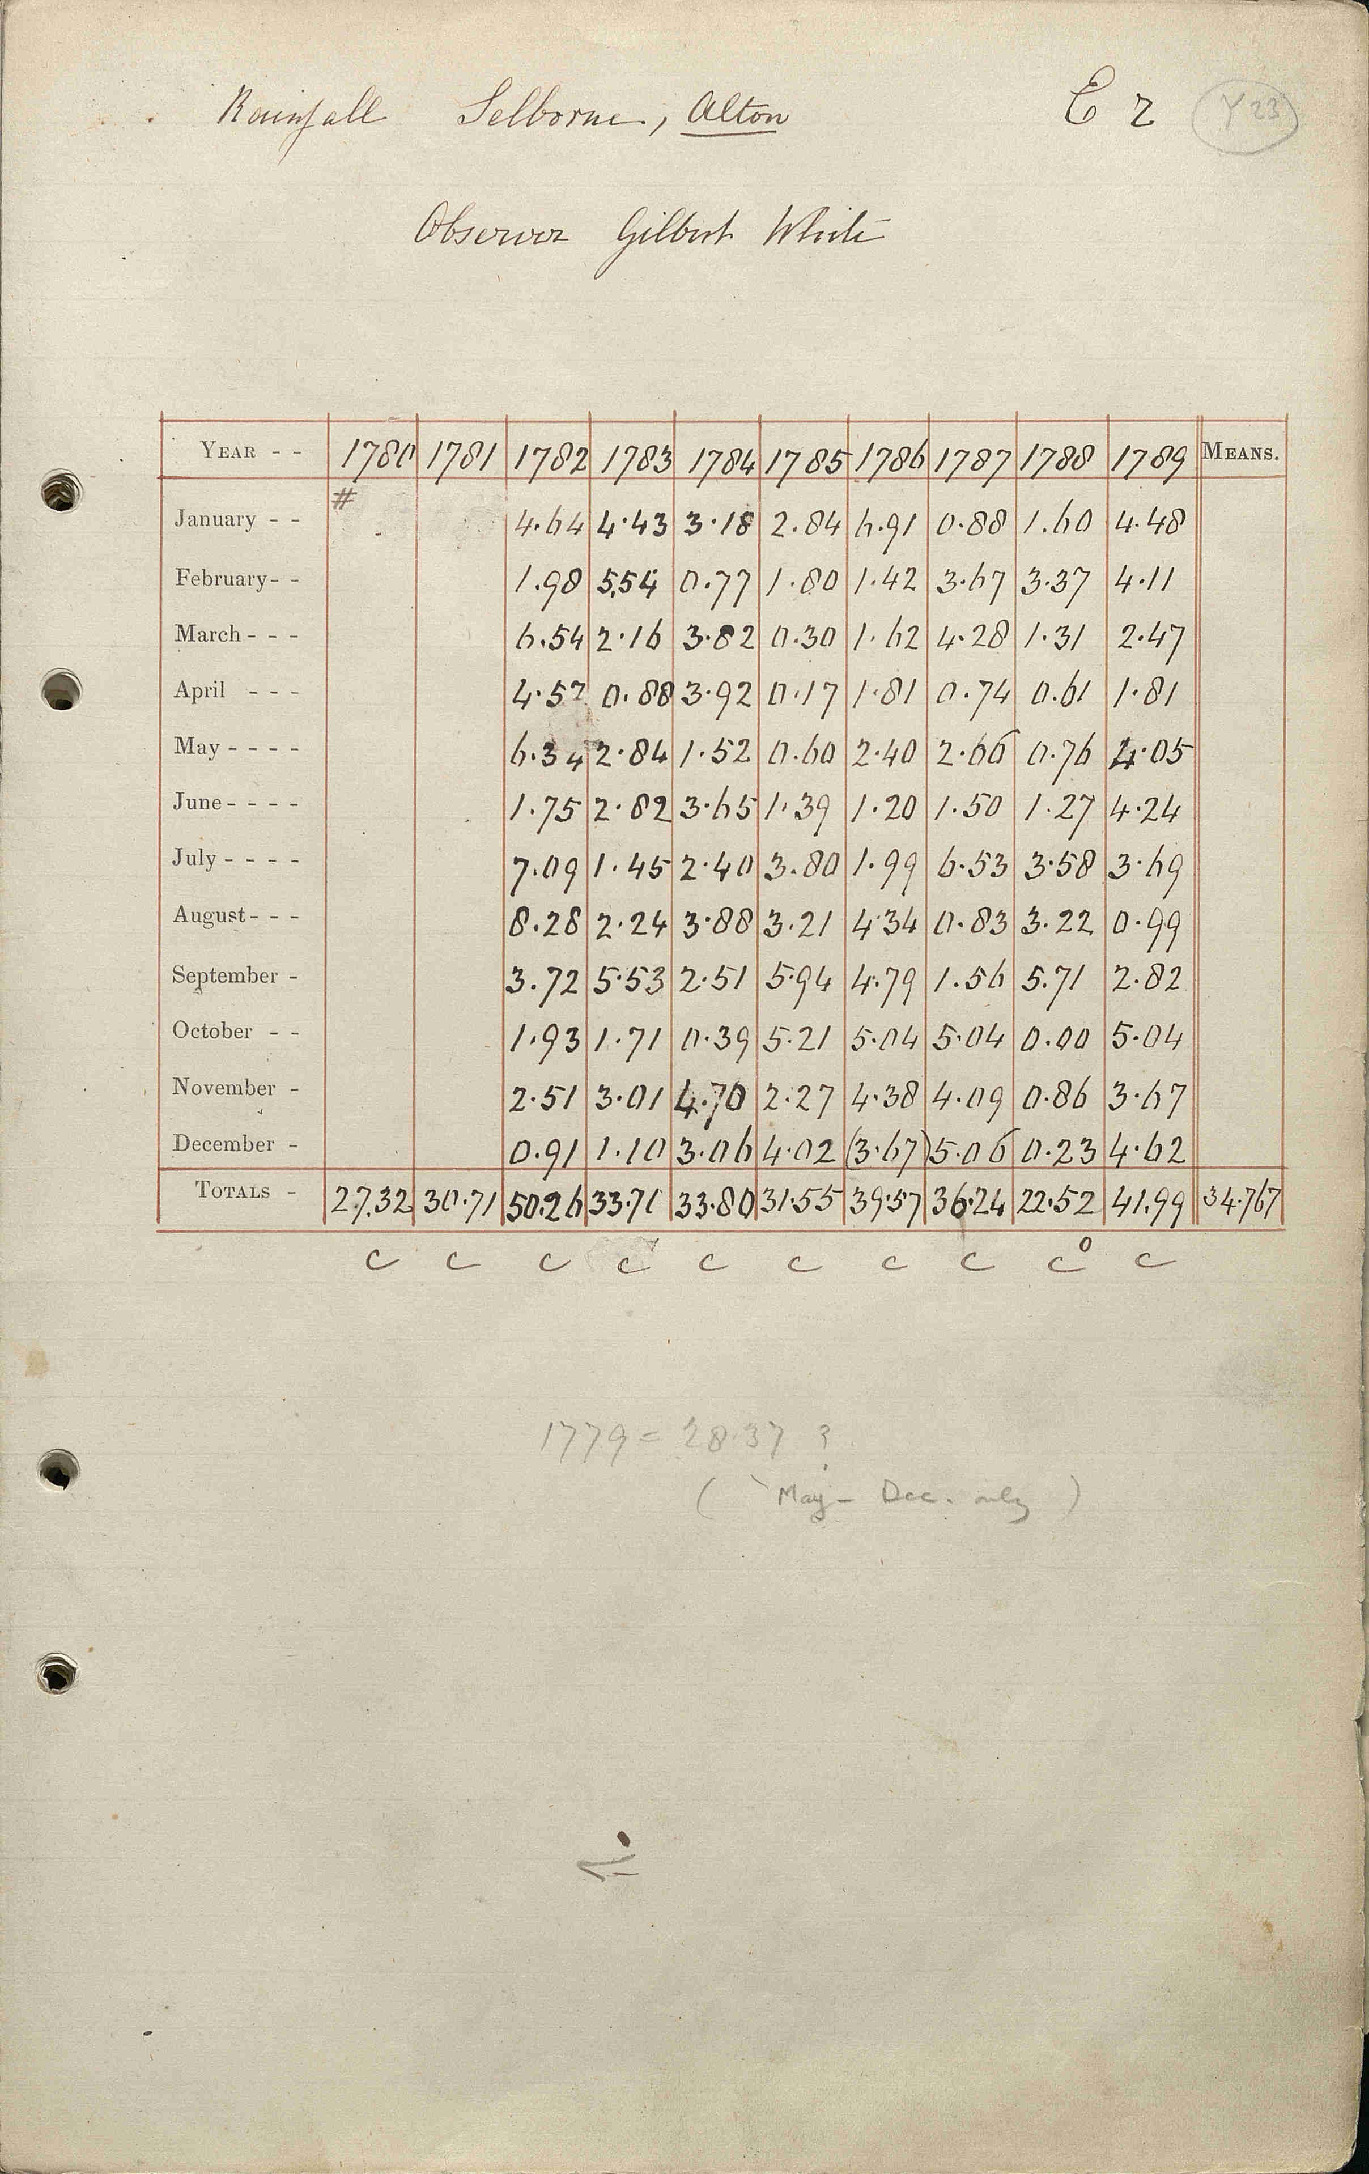 Rainfall Selborne, Alton E 2 Y 23
Observer Gilbert White
YEAR - - 1780 1781 1782 1783 1784 1785 1786 1787 1788 1789 MEANS.
#
January - - 4.64 4.43 3.18 2.84 6.91 0.88 1.60 4.48
February - - 1.98 5.54 0.77 1.80 1.42 3.67 3.37 4.11
March - - - 6.54 2.16 3.82 0.30 1.62 4.28 1.31 2.47
April - - - 4.57 0.88 3.92 0.17 1.81 0.74 0.61 1.81
May - - - - 6.34 2.84 1.52 0.60 2.40 2.66 0.76 4.05
June - - - - 1.75 2.82 3.65 1.39 1.20 1.50 1.27 4.24
July - - - - 7.09 1.45 2.40 3.80 1.99 6.53 3.58 3.69
August - - - 8.28 2.24 3.88 3.21 4.34 0.83 3.22 0.99
September - 3.72 5.53 2.51 5.94 4.79 1.56 5.71 2.82
October - - 1.93 1.71 0.39 5.21 5.04 5.04 0.00 5.04
November - 2.51 3.01 4.70 2.27 4.38 4.09 0.86 3.67
December - 0.91 1.10 3.06 4.02 (3.67) 5.06 0.23 4.62
TOTALS - 27.32 30.71 50.26 33.71 33.80 31.55 39.57 36.24 22.52 41.99 34.767
C C C C C C C C C° C
1779 = 28.37 ?
(May - Dec. only)